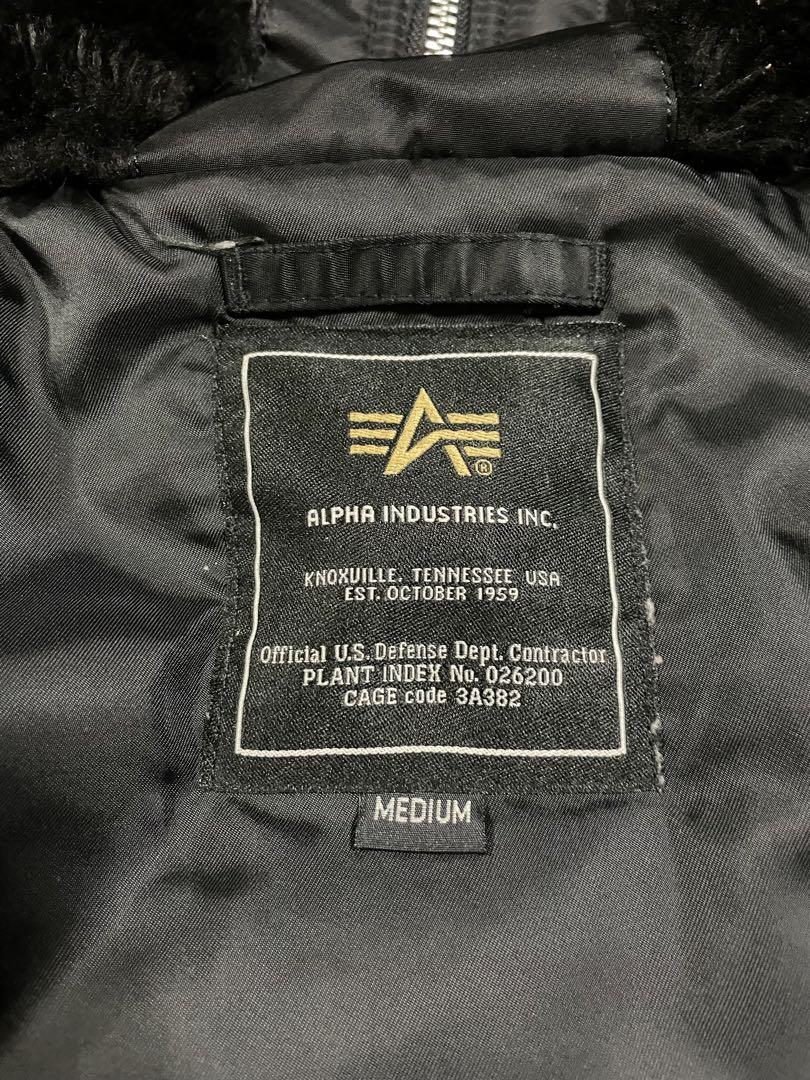 ALPHA INDUSTRIES INC.
KNOXVILLE, TENNESSEE USA
EST. OCTOBER 1959
Official U.S. Defense Dept. Contractor
PLANT INDEX No. 026200
CAGE code 3A382
MEDIUM